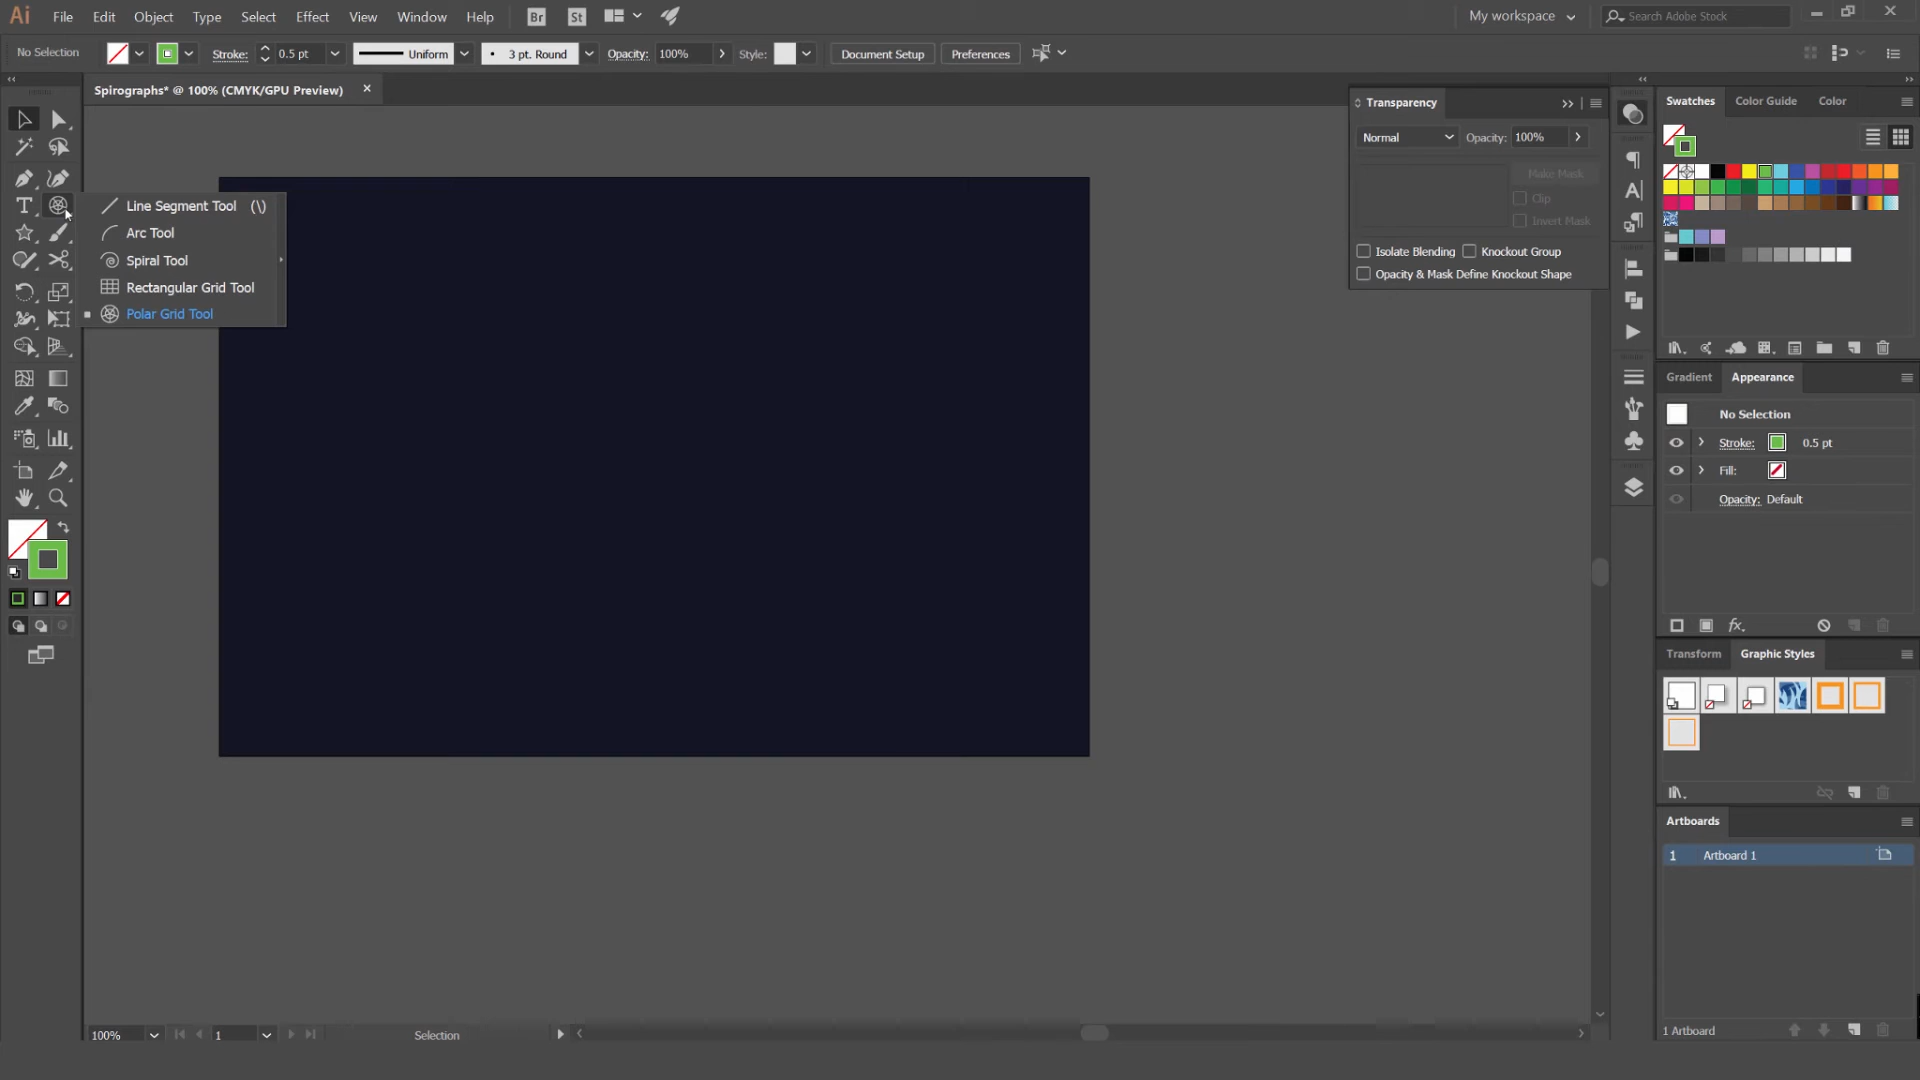 Ai File Edit Object Type Select Effect View Window Help Br St My workspace Search Adobe Stock
No Selection Stroke: 0.5 pt Uniform 3 pt. Round Opacity: 100% Style: Document Setup Preferences
Spirographs* @ 100% (CMYK/GPU Preview)
Transparency
Normal Opacity: 100%
Make Mask
Clip
Invert Mask
Isolate Blending Knockout Group
Opacity & Mask Define Knockout Shape
Swatches Color Guide Color
Line Segment Tool (\)
Arc Tool
Spiral Tool
Rectangular Grid Tool
Polar Grid Tool
Gradient Appearance
No Selection
Stroke: 0.5 pt
Fill:
Opacity: Default
fx
Transform Graphic Styles
Artboards
1 Artboard 1
1 Artboard
100% 1 Selection